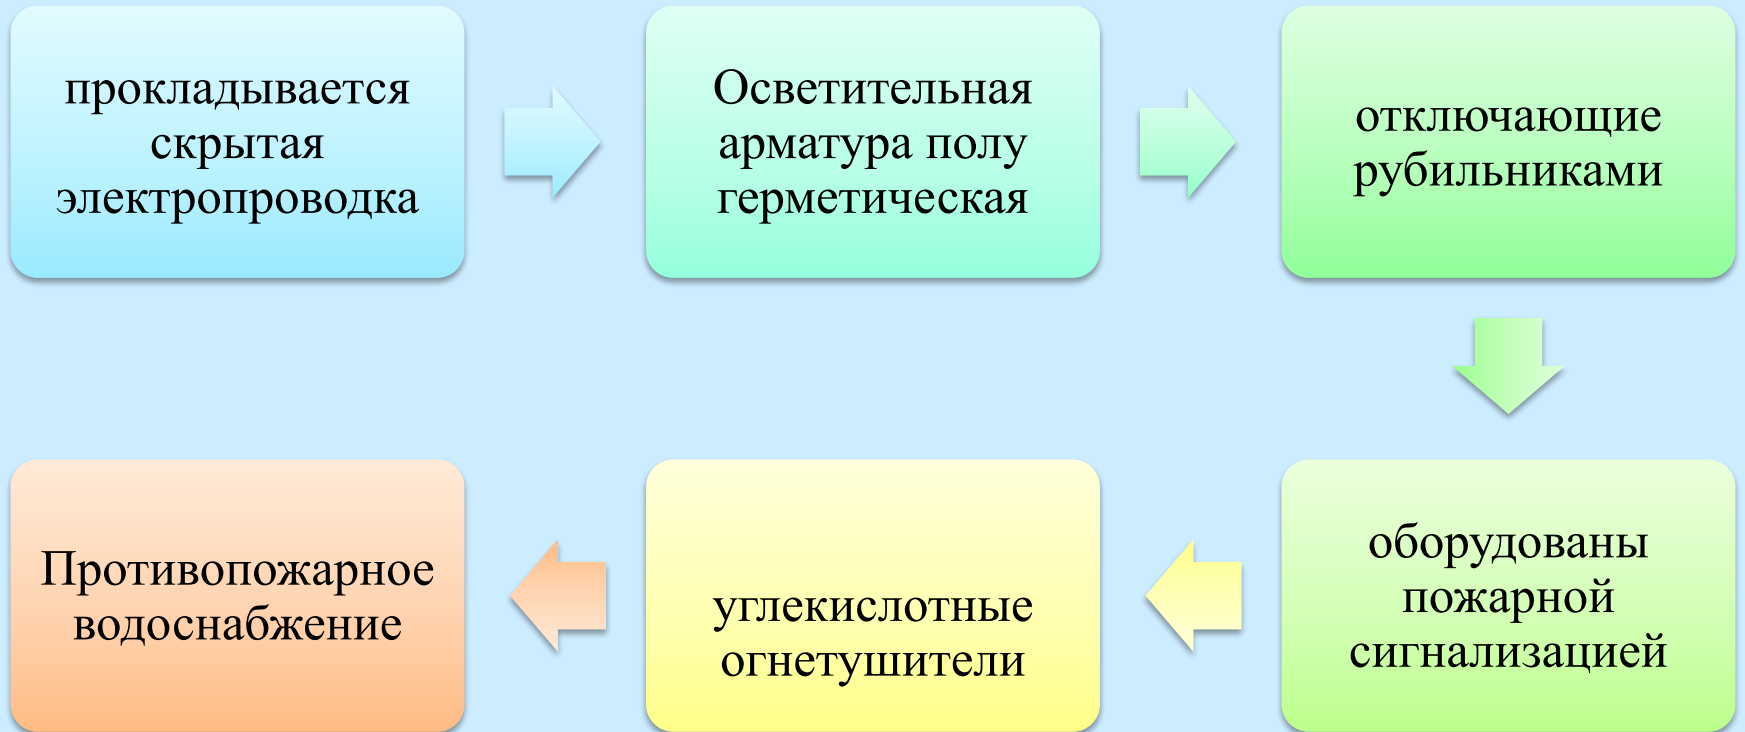 прокладывается
скрытая
электропроводка
Осветительная
арматура полу
герметическая
отключающие
рубильниками
оборудованы
пожарной
сигнализацией
углекислотные
огнетушители
Противопожарное
водоснабжение